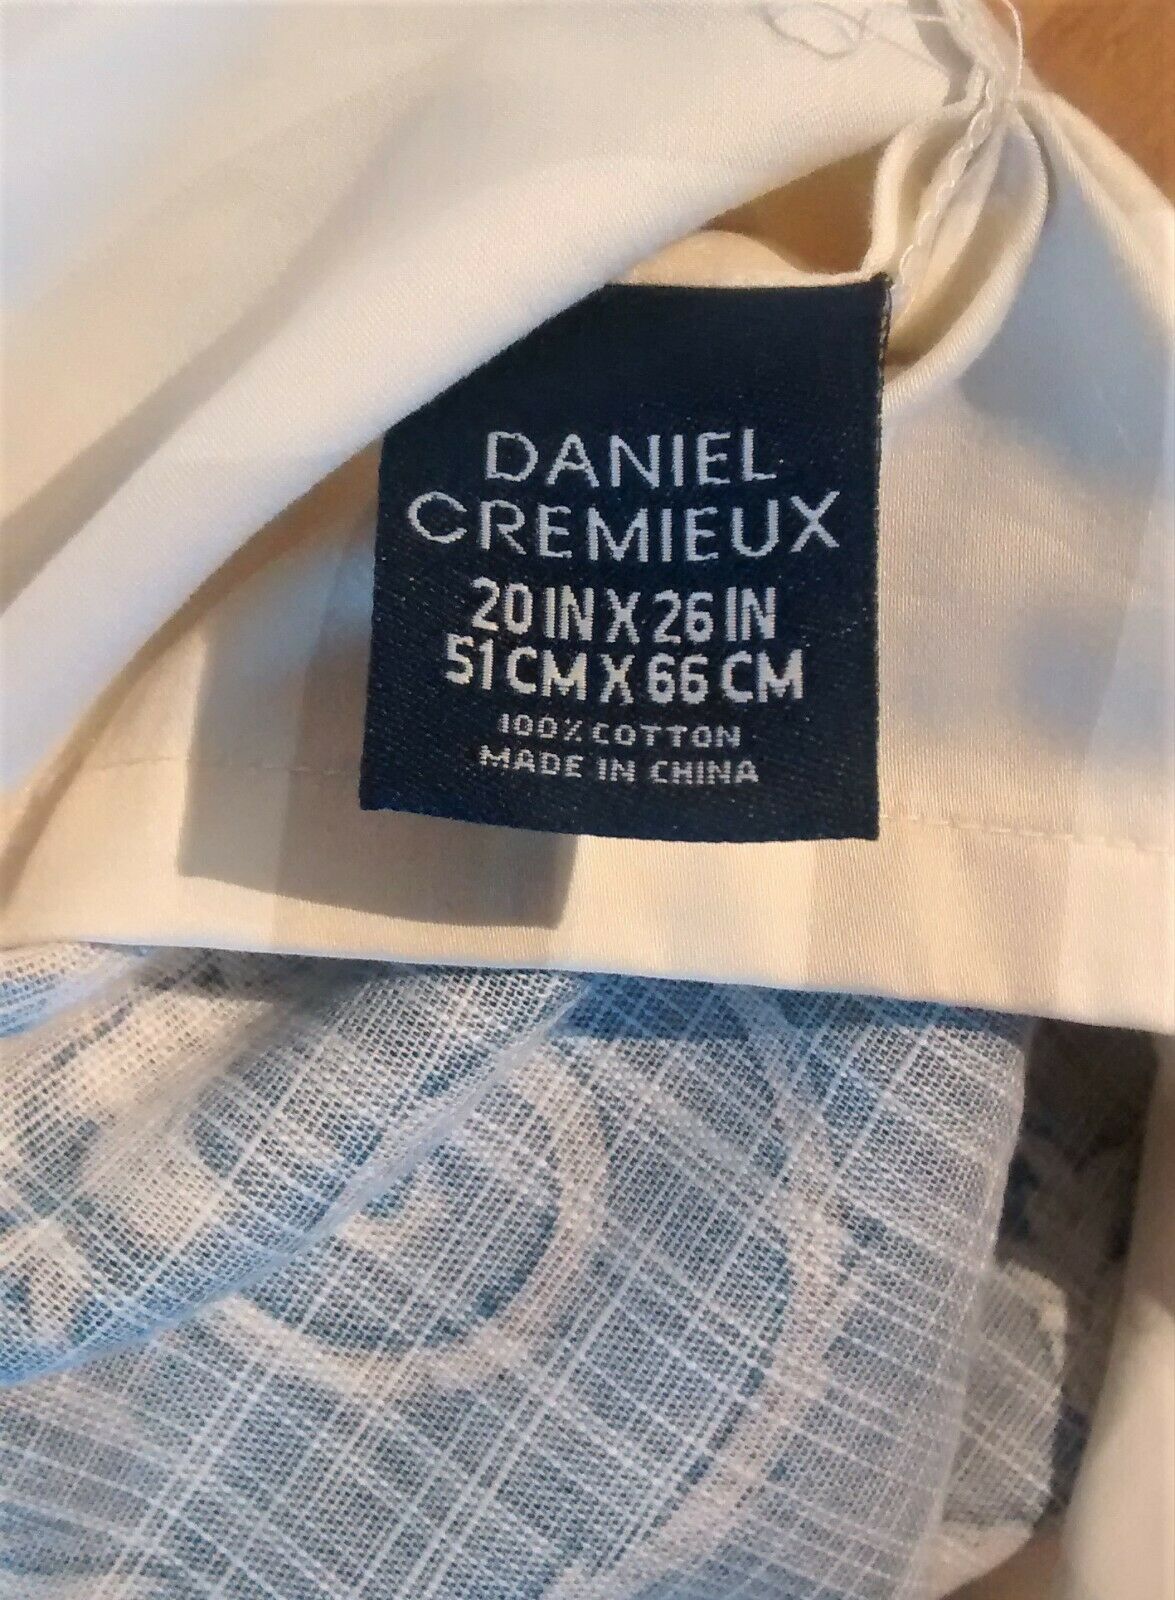 DANIEL
CREMIEUX
20 IN X 26 IN
51 CM X 66 CM
100% COTTON
MADE IN CHINA